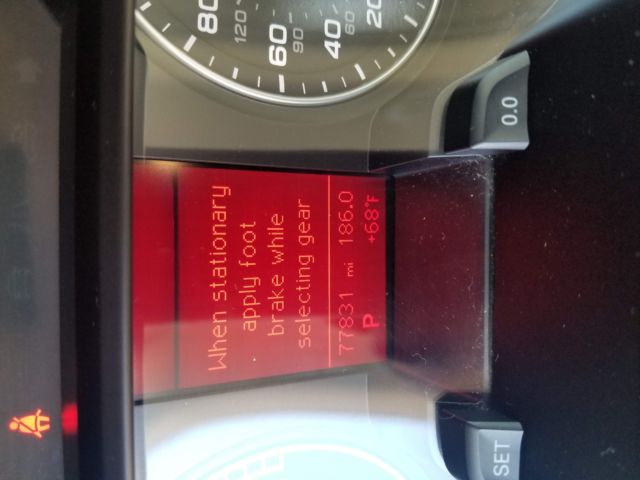 80
120
60
90
40
60
20
0.0
When stationary
apply foot
brake while
selecting gear
77831 mi 186.0
P +68°F
SET